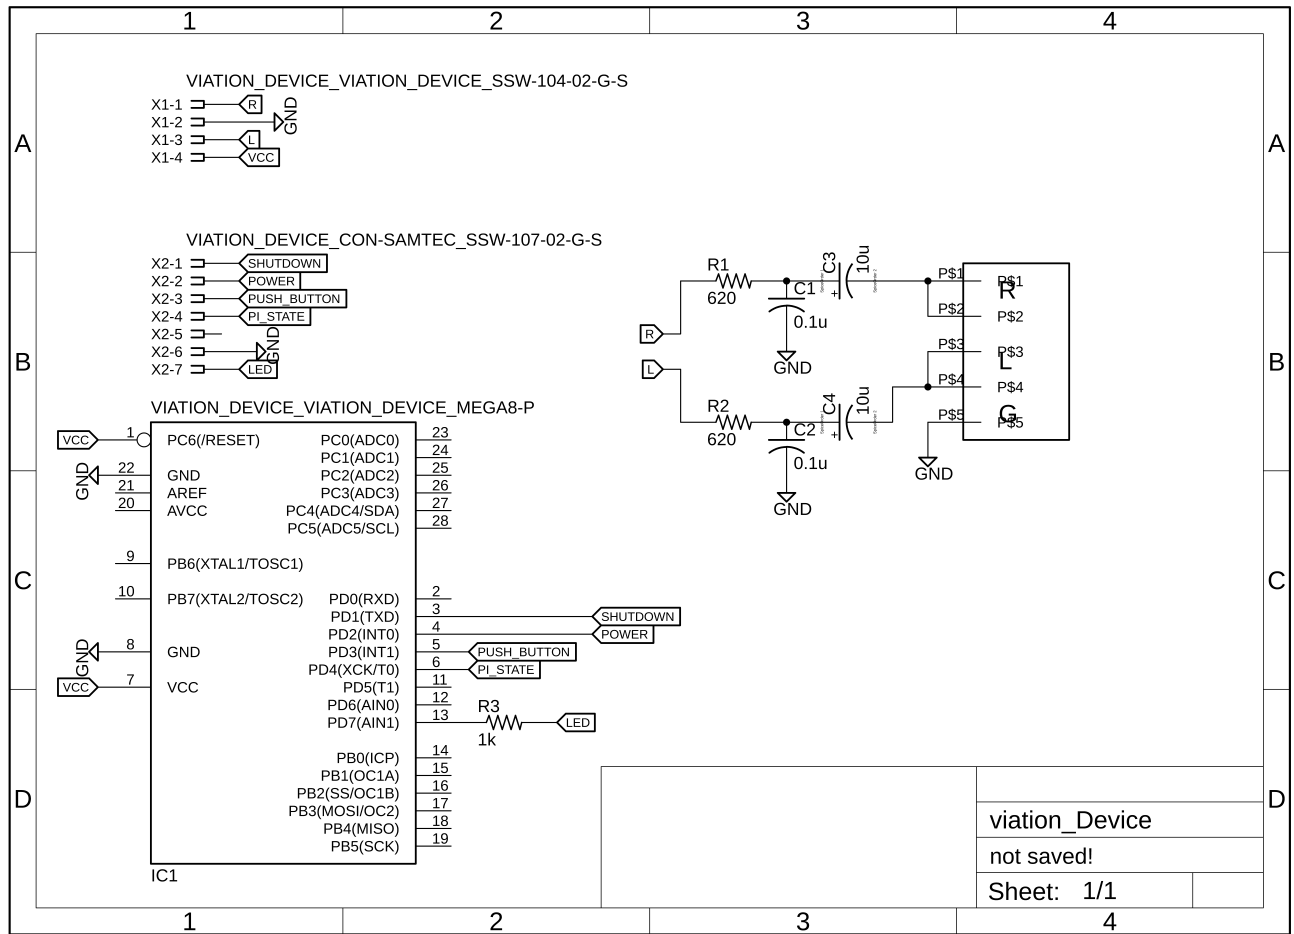 1 2 3 4
A A
VIATION_DEVICE_VIATION_DEVICE_SSW-104-02-G-S
X1-1 R
X1-2 GND
X1-3 L
X1-4 VCC
B B
VIATION_DEVICE_CON-SAMTEC_SSW-107-02-G-S
X2-1 SHUTDOWN
X2-2 POWER
X2-3 PUSH_BUTTON
X2-4 PI_STATE
X2-5
X2-6 GND
X2-7 LED
R
R1
620
C1
0.1u
GND
C3
10u
+
L
R2
620
C2
0.1u
GND
C4
10u
+
P$1 P$1
R
P$2 P$2
P$3 P$3
L
P$4 P$4
G
P$5 P$5
GND
VIATION_DEVICE_VIATION_DEVICE_MEGA8-P
VCC 1 PC6(/RESET) PC0(ADC0) 23
PC1(ADC1) 24
GND 22 GND PC2(ADC2) 25
21 AREF PC3(ADC3) 26
20 AVCC PC4(ADC4/SDA) 27
PC5(ADC5/SCL) 28
C C
9 PB6(XTAL1/TOSC1)
10 PB7(XTAL2/TOSC2) PD0(RXD) 2
PD1(TXD) 3 SHUTDOWN
PD2(INT0) 4 POWER
GND 8 GND PD3(INT1) 5 PUSH_BUTTON
PD4(XCK/T0) 6 PI_STATE
VCC 7 VCC PD5(T1) 11
PD6(AIN0) 12
PD7(AIN1) 13 R3 1k LED
PB0(ICP) 14
PB1(OC1A) 15
PB2(SS/OC1B) 16
PB3(MOSI/OC2) 17
PB4(MISO) 18
PB5(SCK) 19
IC1
D D
viation_Device
not saved!
Sheet: 1/1
1 2 3 4